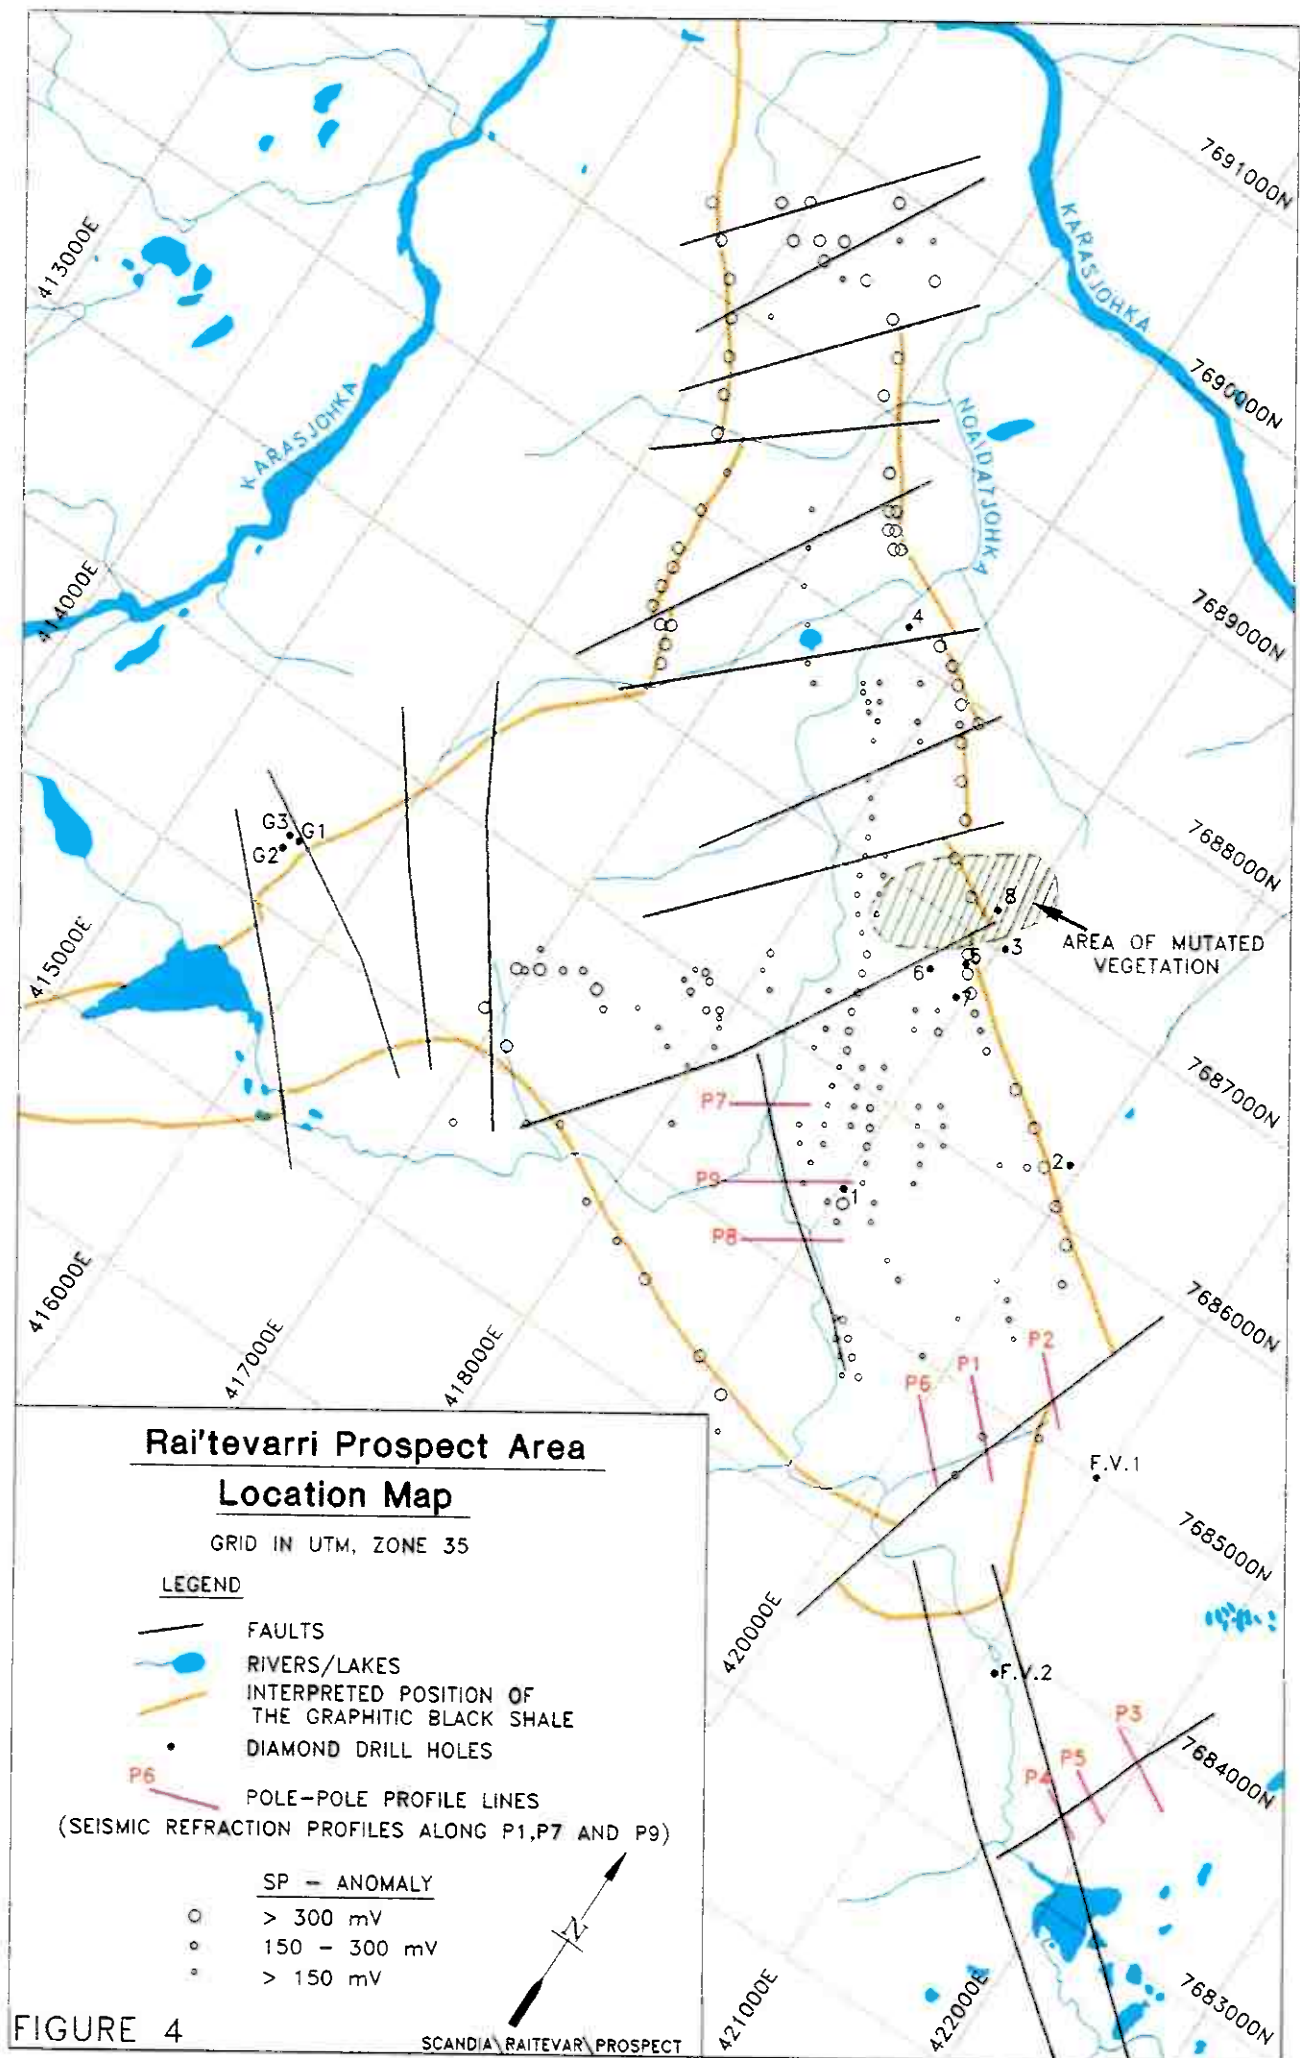 7691000N
KARASJOHKA
413000E
7690000N
KARASJOHKA
NOAIDATJOHKA
414000E
7689000N
4
G3
G1
G2
7688000N
8
AREA OF MUTATED
VEGETATION
3
5
6
7
415000E
7687000N
P7
2
P9
1
P8
416000E
7686000N
417000E
418000E
P2
P1
P6
F.V.1
7685000N
420000E
F.V.2
P3
P5
P4
7684000N
421000E
422000E
7683000N
Rai'tevarri Prospect Area
Location Map
GRID IN UTM, ZONE 35
LEGEND
FAULTS
RIVERS/LAKES
INTERPRETED POSITION OF
THE GRAPHITIC BLACK SHALE
DIAMOND DRILL HOLES
P6
POLE-POLE PROFILE LINES
(SEISMIC REFRACTION PROFILES ALONG P1,P7 AND P9)
SP - ANOMALY
> 300 mV
150 - 300 mV
> 150 mV
N
FIGURE 4
SCANDIA\RAITEVAR\PROSPECT